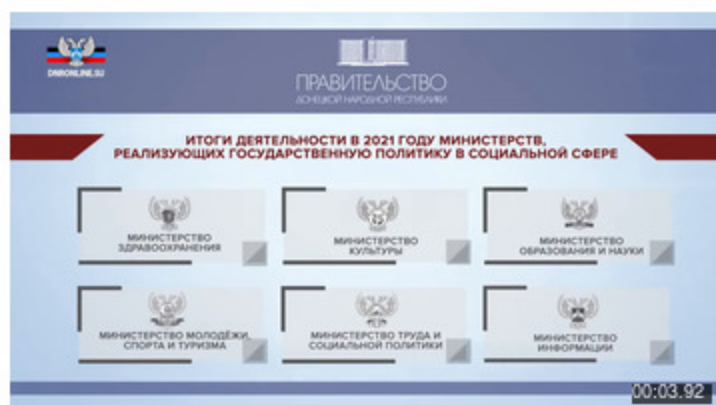 DNRONLINE.SU
ПРАВИТЕЛЬСТВО
ДОНЕЦКОЙ НАРОДНОЙ РЕСПУБЛИКИ
ИТОГИ ДЕЯТЕЛЬНОСТИ В 2021 ГОДУ МИНИСТЕРСТВ,
РЕАЛИЗУЮЩИХ ГОСУДАРСТВЕННУЮ ПОЛИТИКУ В СОЦИАЛЬНОЙ СФЕРЕ
МИНИСТЕРСТВО
ЗДРАВООХРАНЕНИЯ
МИНИСТЕРСТВО
КУЛЬТУРЫ
МИНИСТЕРСТВО
ОБРАЗОВАНИЯ И НАУКИ
МИНИСТЕРСТВО МОЛОДЁЖИ,
СПОРТА И ТУРИЗМА
МИНИСТЕРСТВО ТРУДА И
СОЦИАЛЬНОЙ ПОЛИТИКИ
МИНИСТЕРСТВО
ИНФОРМАЦИИ
00:03.92